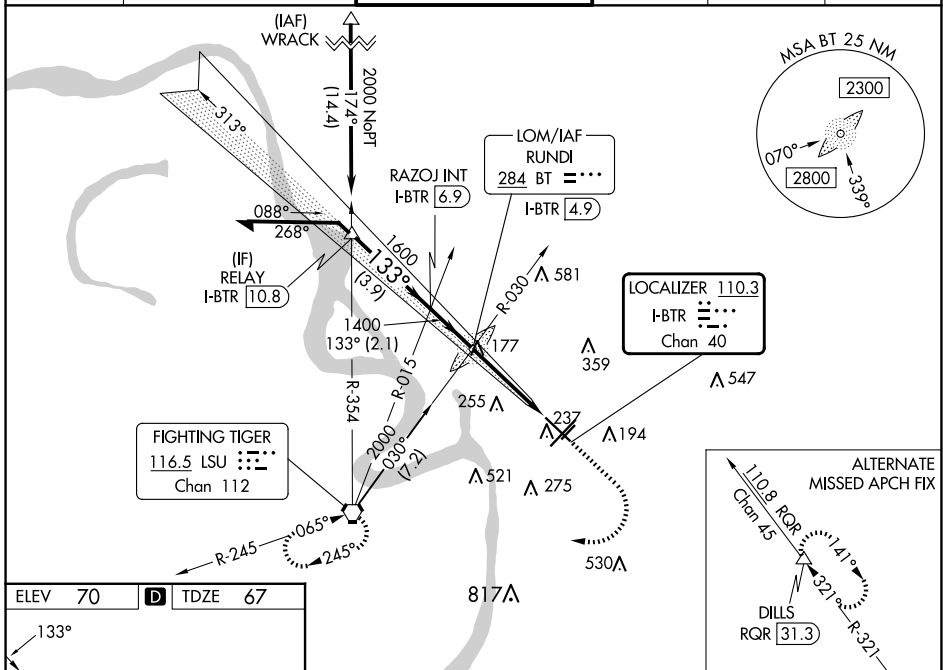 (IAF)
WRACK
2000 NoPT
174°
(14.4)
313°
MSA BT 25 NM
2300
070°
2800
339°
LOM/IAF
RUNDI
284 BT
I-BTR 4.9
RAZOJ INT
I-BTR 6.9
088°
268°
(IF)
RELAY
I-BTR 10.8
1600
133°
(3.9)
1400
133° (2.1)
R-030
581
177
LOCALIZER 110.3
I-BTR
Chan 40
359
547
R-354
R-015
255
237
194
2000
030°
(7.2)
FIGHTING TIGER
116.5 LSU
Chan 112
521
275
R-245
065°
245°
530
817
ALTERNATE
MISSED APCH FIX
110.8 RQR
Chan 45
141°
321°
R-321
DILLS
RQR 31.3
ELEV 70 D TDZE 67
133°